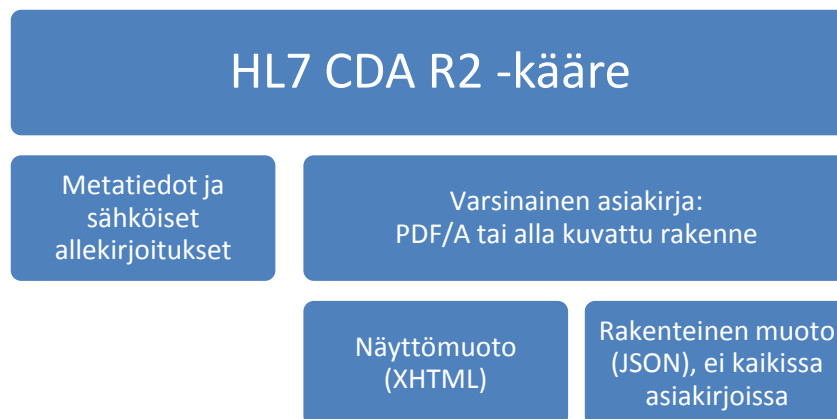 HL7 CDA R2 -kääre
Metatiedot ja
sähköiset
allekirjoitukset
Varsinainen asiakirja:
PDF/A tai alla kuvattu rakenne
Näyttömuoto
(XHTML)
Rakenteinen muoto
(JSON), ei kaikissa
asiakirjoissa